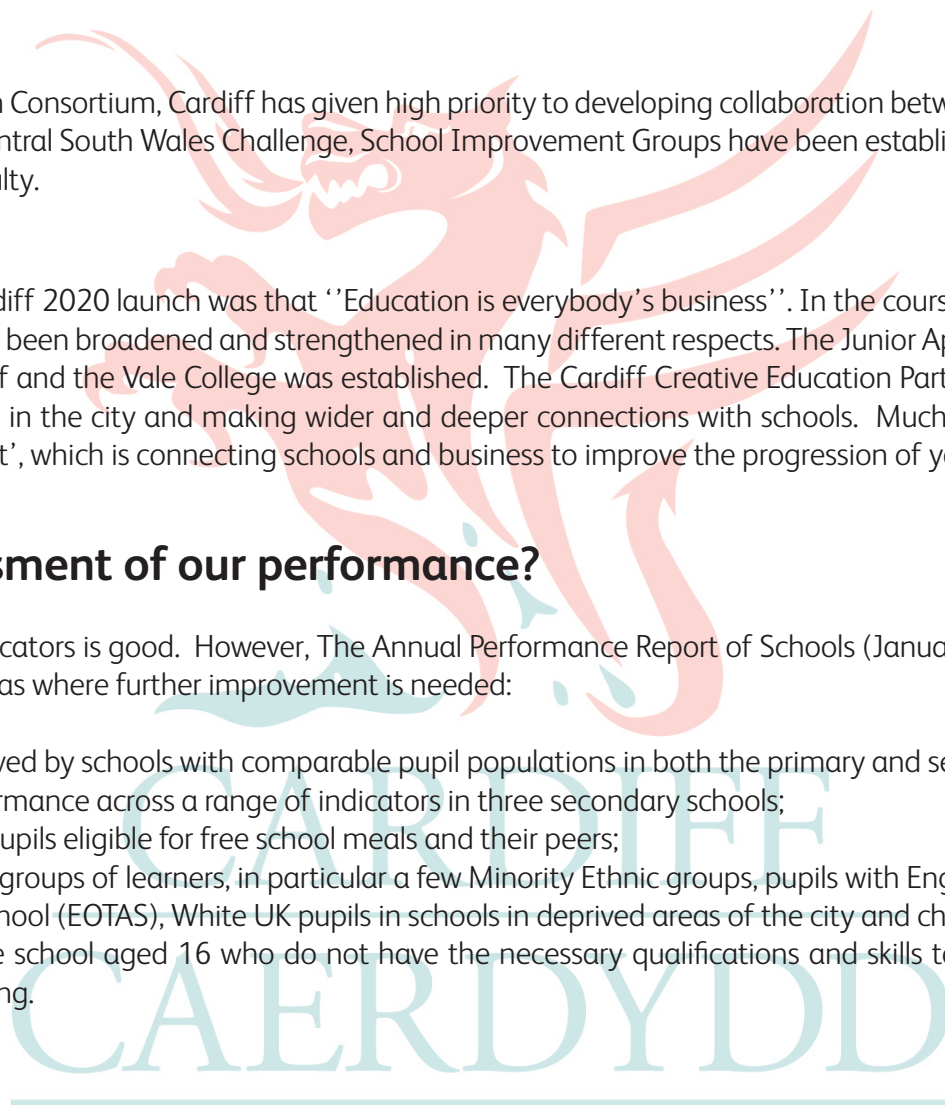 n Consortium, Cardiff has given high priority to developing collaboration betw
ntral South Wales Challenge, School Improvement Groups have been establi
ulty.
diff 2020 launch was that ‘’Education is everybody’s business’’. In the cours
been broadened and strengthened in many different respects. The Junior Ap
f and the Vale College was established. The Cardiff Creative Education Part
in the city and making wider and deeper connections with schools. Much
t’, which is connecting schools and business to improve the progression of y
sment of our performance?
icators is good. However, The Annual Performance Report of Schools (Janua
as where further improvement is needed:
ved by schools with comparable pupil populations in both the primary and se
rmance across a range of indicators in three secondary schools;
upils eligible for free school meals and their peers;
groups of learners, in particular a few Minority Ethnic groups, pupils with Eng
hool (EOTAS), White UK pupils in schools in deprived areas of the city and ch
e school aged 16 who do not have the necessary qualifications and skills to
ng.
CARDIFF
CAERDYDD